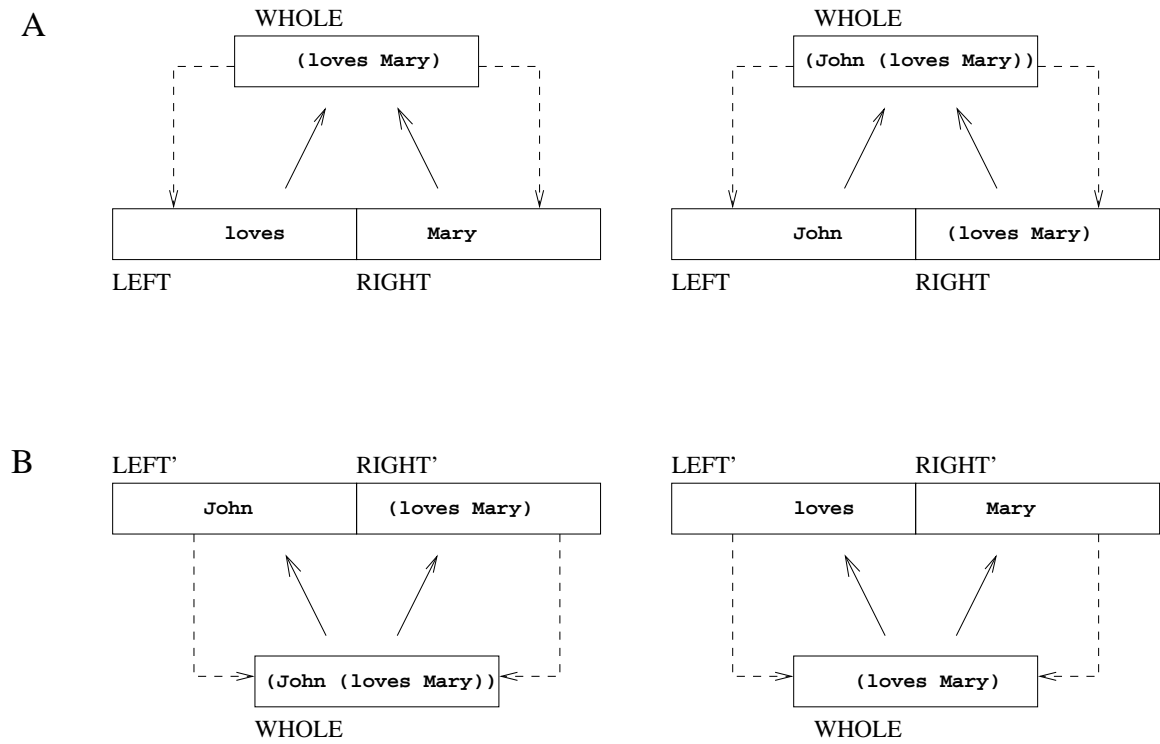 A
WHOLE
(loves Mary)
loves
Mary
LEFT
RIGHT
WHOLE
(John (loves Mary))
John
(loves Mary)
LEFT
RIGHT
B
LEFT’
RIGHT’
John
(loves Mary)
(John (loves Mary))
WHOLE
LEFT’
RIGHT’
loves
Mary
(loves Mary)
WHOLE